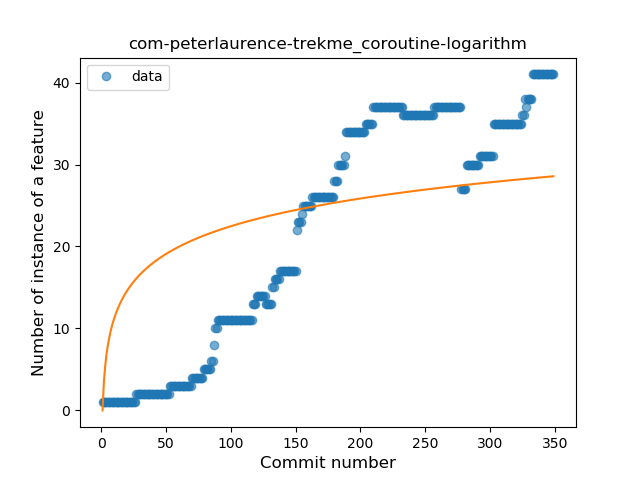 com-peterlaurence-trekme_coroutine-logarithm
data
Number of instance of a feature
40
30
20
10
0
0 50 100 150 200 250 300 350
Commit number